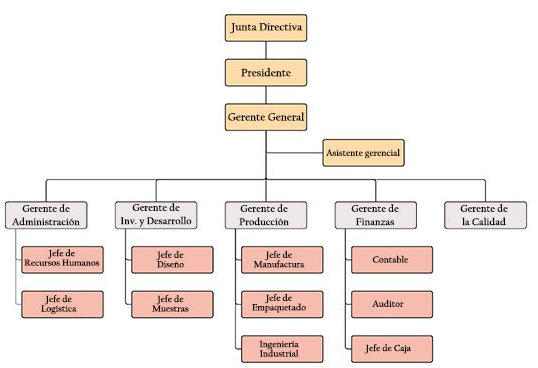 Junta Directiva
Presidente
Gerente General
Asistente gerencial
Gerente de
Administración
Gerente de
Inv. y Desarrollo
Gerente de
Producción
Gerente de
Finanzas
Gerente de
la Calidad
Jefe de
Recursos Humanos
Jefe de
Diseño
Jefe de
Manufactura
Contable
Jefe de
Logística
Jefe de
Muestras
Jefe de
Empaquetado
Auditor
Ingeniería
Industrial
Jefe de Caja